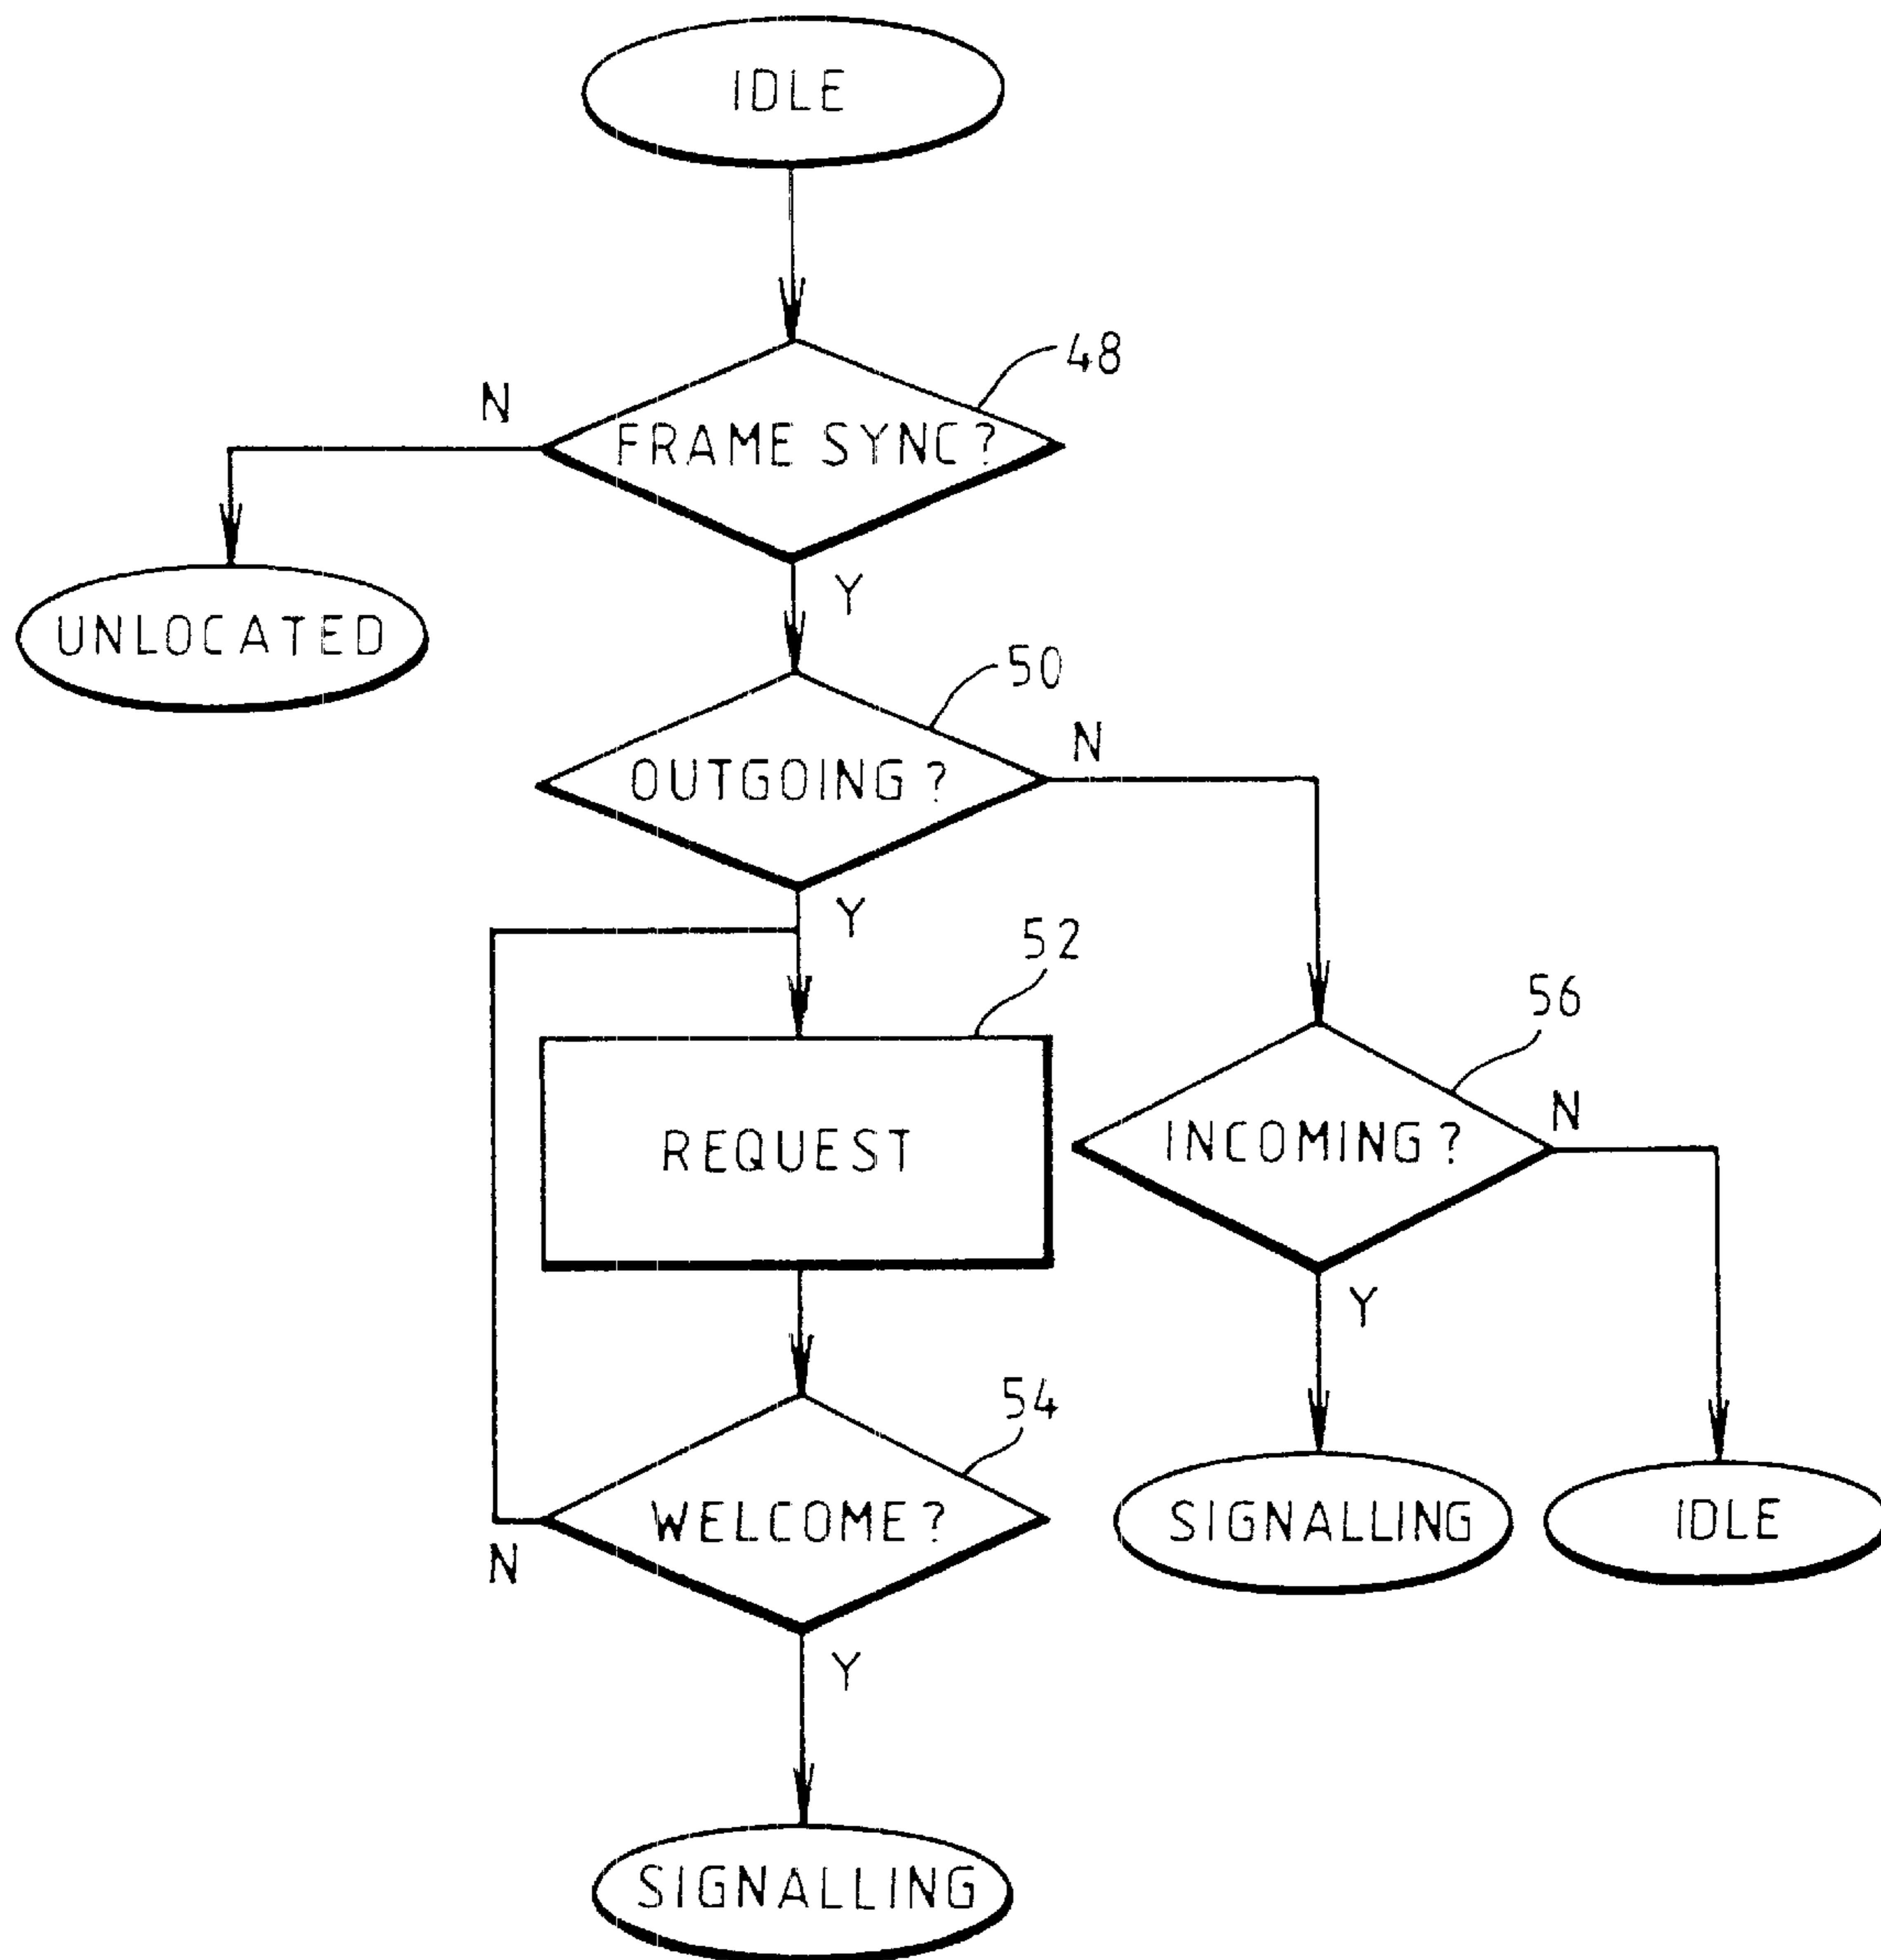 IDLE
48
N
FRAME SYNC?
Y
UNLOCATED
50
N
OUTGOING?
Y
52
56
REQUEST
INCOMING?
N
Y
54
WELCOME?
N
SIGNALLING
IDLE
Y
SIGNALLING